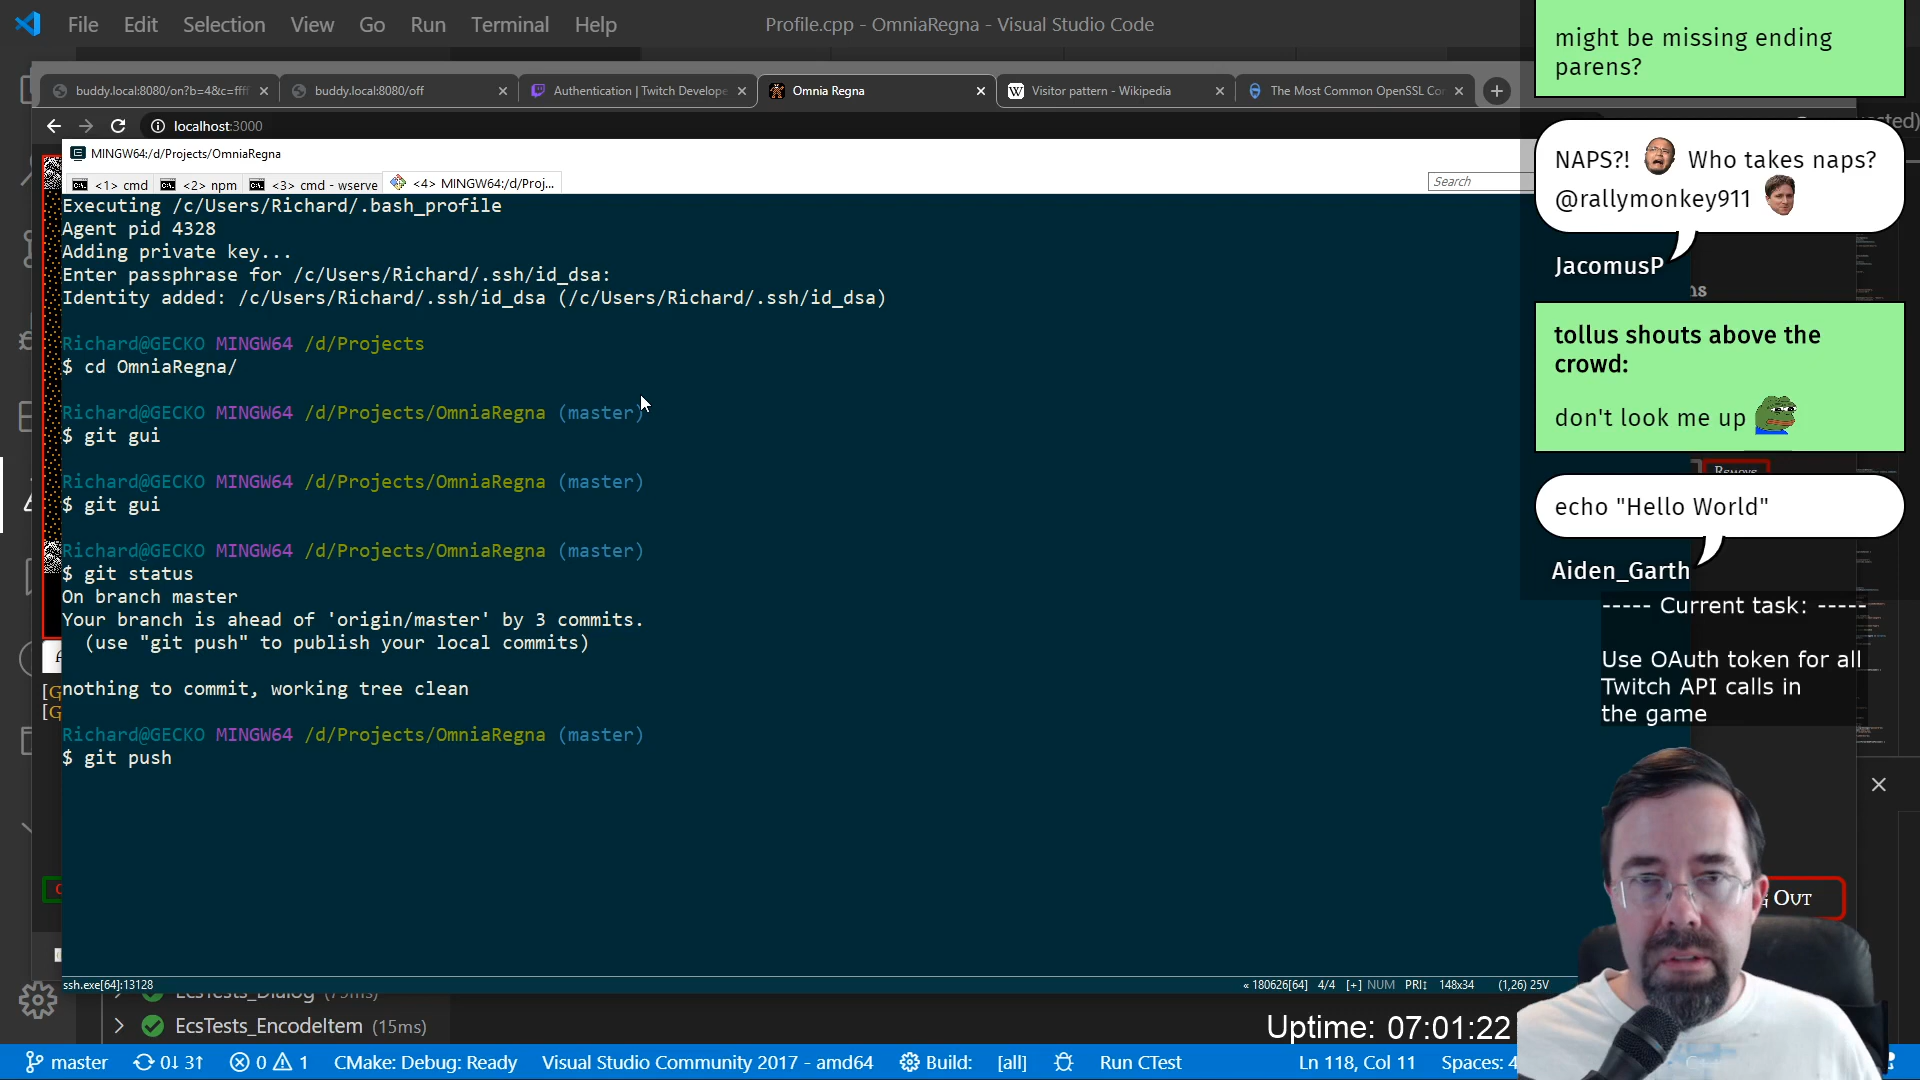 File Edit Selection View Go Run Terminal Help
Profile.cpp - OmniaRegna - Visual Studio Code
buddy.local:8080/on?b=4&c=ffff
buddy.local:8080/off
Authentication | Twitch Develope
Omnia Regna
Visitor pattern - Wikipedia
The Most Common OpenSSL Co
localhost:3000
MINGW64:/d/Projects/OmniaRegna
<1> cmd
<2> npm
<3> cmd - wserve
<4> MINGW64:/d/Proj...
Search
Executing /c/Users/Richard/.bash_profile
Agent pid 4328
Adding private key...
Enter passphrase for /c/Users/Richard/.ssh/id_dsa:
Identity added: /c/Users/Richard/.ssh/id_dsa (/c/Users/Richard/.ssh/id_dsa)
Richard@GECKO MINGW64 /d/Projects
$ cd OmniaRegna/
Richard@GECKO MINGW64 /d/Projects/OmniaRegna (master)
$ git gui
Richard@GECKO MINGW64 /d/Projects/OmniaRegna (master)
$ git gui
Richard@GECKO MINGW64 /d/Projects/OmniaRegna (master)
$ git status
On branch master
Your branch is ahead of 'origin/master' by 3 commits.
(use "git push" to publish your local commits)
nothing to commit, working tree clean
Richard@GECKO MINGW64 /d/Projects/OmniaRegna (master)
$ git push
ssh.exe[64]:13128
« 180626[64] 4/4 [+] NUM PRI↕ 148x34 (1,26) 25V
might be missing ending
parens?
NAPS?! Who takes naps?
@rallymonkey911
JacomusP
tollus shouts above the
crowd:
don't look me up
Remove
echo "Hello World"
Aiden_Garth
----- Current task: -----
Use OAuth token for all
Twitch API calls in
the game
Out
EcsTests_Dialog (75ms)
EcsTests_EncodeItem (15ms)
Uptime: 07:01:22
master 0↓ 3↑ 0 1 CMake: Debug: Ready Visual Studio Community 2017 - amd64 Build: [all] Run CTest Ln 118, Col 11 Spaces: 4